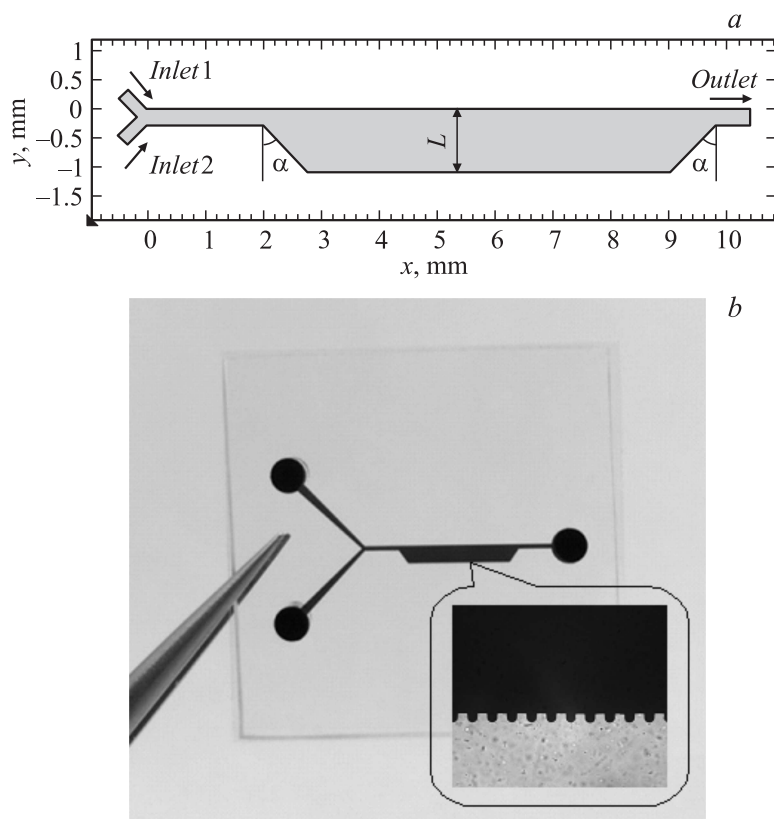 a
1
0.5
0
–0.5
–1
–1.5
y, mm
Inlet 1
Inlet 2
Outlet
L
α
α
0 1 2 3 4 5 6 7 8 9 10
x, mm
b